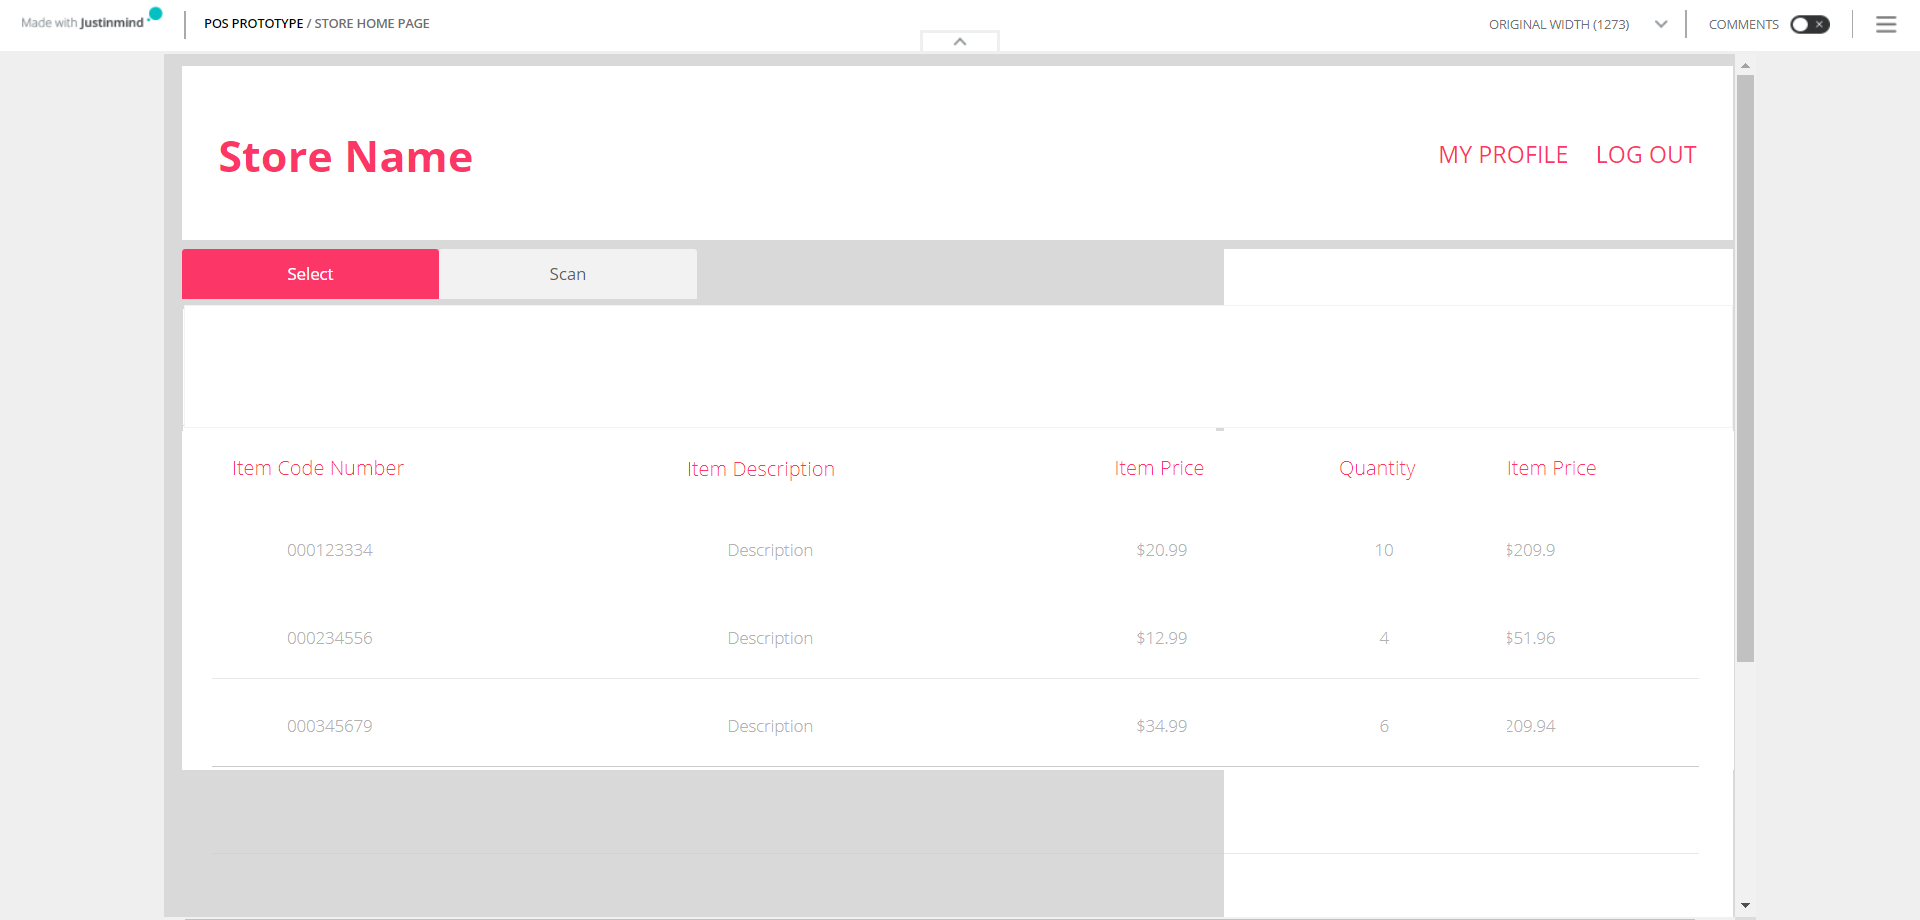 Made with Justinmind
POS PROTOTYPE / STORE HOME PAGE
ORIGINAL WIDTH (1273)
COMMENTS
Store Name
MY PROFILE LOG OUT
Select Scan
Item Code Number Item Description Item Price Quantity Item Price
000123334 Description $20.99 10 $209.9
000234556 Description $12.99 4 $51.96
000345679 Description $34.99 6 209.94